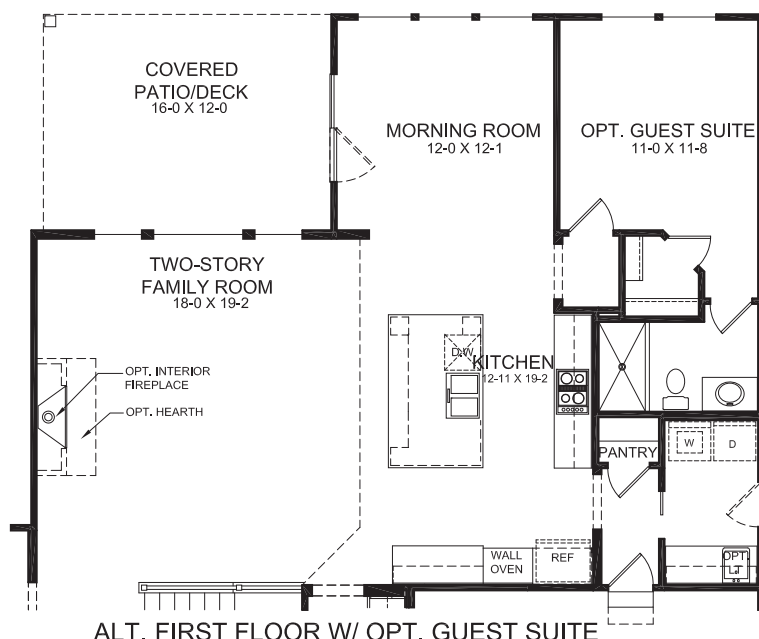 COVERED
PATIO/DECK
16-0 X 12-0
MORNING ROOM
12-0 X 12-1
OPT. GUEST SUITE
11-0 X 11-8
TWO-STORY
FAMILY ROOM
18-0 X 19-2
OPT. INTERIOR
FIREPLACE
OPT. HEARTH
D.W
KITCHEN
12-11 X 19-2
PANTRY
W
D
WALL
OVEN
REF
OPT.
LT
ALT. FIRST FLOOR W/ OPT. GUEST SUITE